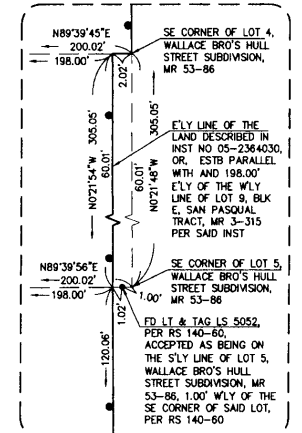 N89°39'45"E
200.02'
198.00'
2.02'
SE CORNER OF LOT 4,
WALLACE BRO'S HULL
STREET SUBDIVISION,
MR 53-86
305.05'
60.01'
N0°21'54"W
305.05'
60.01'
N0°21'48"W
E'LY LINE OF THE
LAND DESCRIBED IN
INST NO 05-2364030,
OR, ESTB PARALLEL
WITH AND 198.00'
E'LY OF THE W'LY
LINE OF LOT 9, BLK
E, SAN PASQUAL
TRACT, MR 3-315
PER SAID INST
N89°39'56"E
200.02'
198.00'
1.02'
1.00'
120.06'
SE CORNER OF LOT 5,
WALLACE BRO'S HULL
STREET SUBDIVISION,
MR 53-86
FD LT & TAG LS 5052,
PER RS 140-60,
ACCEPTED AS BEING ON
THE S'LY LINE OF LOT 5,
WALLACE BRO'S HULL
STREET SUBDIVISION, MR
53-86, 1.00' W'LY OF THE
SE CORNER OF SAID LOT,
PER RS 140-60